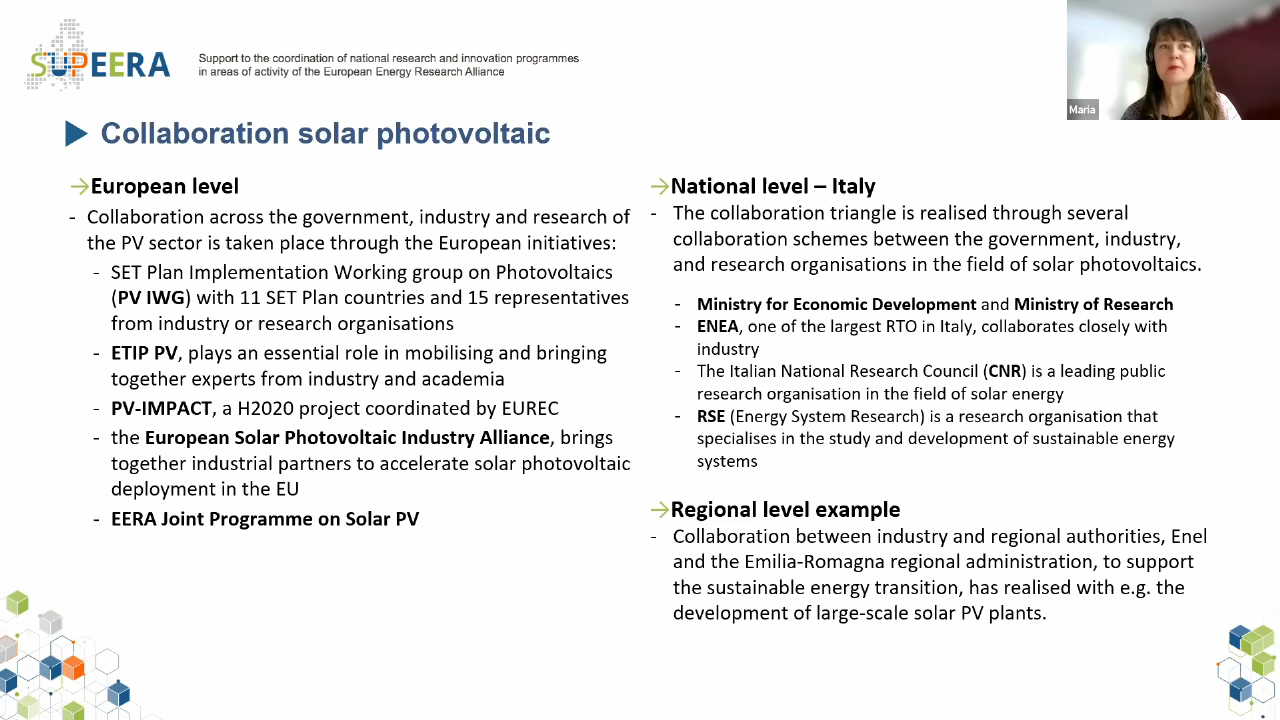 SUPEERA
Support to the coordination of national research and innovation programmes
in areas of activity of the European Energy Research Alliance
Maria
Collaboration solar photovoltaic
→European level
- Collaboration across the government, industry and research of
the PV sector is taken place through the European initiatives:
- SET Plan Implementation Working group on Photovoltaics
(PV IWG) with 11 SET Plan countries and 15 representatives
from industry or research organisations
- ETIP PV, plays an essential role in mobilising and bringing
together experts from industry and academia
- PV-IMPACT, a H2020 project coordinated by EUREC
- the European Solar Photovoltaic Industry Alliance, brings
together industrial partners to accelerate solar photovoltaic
deployment in the EU
- EERA Joint Programme on Solar PV
→National level – Italy
- The collaboration triangle is realised through several
collaboration schemes between the government, industry,
and research organisations in the field of solar photovoltaics.
- Ministry for Economic Development and Ministry of Research
- ENEA, one of the largest RTO in Italy, collaborates closely with
industry
- The Italian National Research Council (CNR) is a leading public
research organisation in the field of solar energy
- RSE (Energy System Research) is a research organisation that
specialises in the study and development of sustainable energy
systems
→Regional level example
- Collaboration between industry and regional authorities, Enel
and the Emilia-Romagna regional administration, to support
the sustainable energy transition, has realised with e.g. the
development of large-scale solar PV plants.